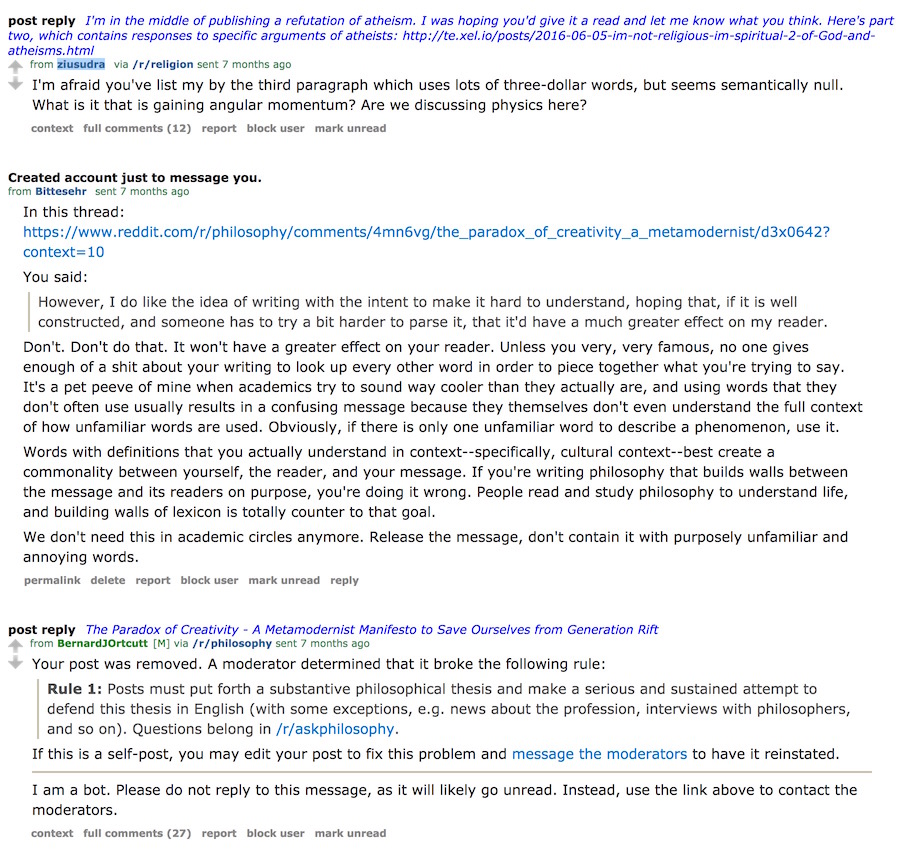 post reply I'm in the middle of publishing a refutation of atheism. I was hoping you'd give it a read and let me know what you think. Here's part
two, which contains responses to specific arguments of atheists: http://te.xel.io/posts/2016-06-05-im-not-religious-im-spiritual-2-of-God-and-
atheisms.html
from ziusudra via /r/religion sent 7 months ago
I'm afraid you've list my by the third paragraph which uses lots of three-dollar words, but seems semantically null.
What is it that is gaining angular momentum? Are we discussing physics here?
context full comments (12) report block user mark unread
Created account just to message you.
from Bittesehr sent 7 months ago
In this thread:
https://www.reddit.com/r/philosophy/comments/4mn6vg/the_paradox_of_creativity_a_metamodernist/d3x0642?
context=10
You said:
However, I do like the idea of writing with the intent to make it hard to understand, hoping that, if it is well
constructed, and someone has to try a bit harder to parse it, that it'd have a much greater effect on my reader.
Don't. Don't do that. It won't have a greater effect on your reader. Unless you very, very famous, no one gives
enough of a shit about your writing to look up every other word in order to piece together what you're trying to say.
It's a pet peeve of mine when academics try to sound way cooler than they actually are, and using words that they
don't often use usually results in a confusing message because they themselves don't even understand the full context
of how unfamiliar words are used. Obviously, if there is only one unfamiliar word to describe a phenomenon, use it.
Words with definitions that you actually understand in context--specifically, cultural context--best create a
commonality between yourself, the reader, and your message. If you're writing philosophy that builds walls between
the message and its readers on purpose, you're doing it wrong. People read and study philosophy to understand life,
and building walls of lexicon is totally counter to that goal.
We don't need this in academic circles anymore. Release the message, don't contain it with purposely unfamiliar and
annoying words.
permalink delete report block user mark unread reply
post reply The Paradox of Creativity - A Metamodernist Manifesto to Save Ourselves from Generation Rift
from BernardJOrtcutt [M] via /r/philosophy sent 7 months ago
Your post was removed. A moderator determined that it broke the following rule:
Rule 1: Posts must put forth a substantive philosophical thesis and make a serious and sustained attempt to
defend this thesis in English (with some exceptions, e.g. news about the profession, interviews with philosophers,
and so on). Questions belong in /r/askphilosophy.
If this is a self-post, you may edit your post to fix this problem and message the moderators to have it reinstated.
I am a bot. Please do not reply to this message, as it will likely go unread. Instead, use the link above to contact the
moderators.
context full comments (27) report block user mark unread